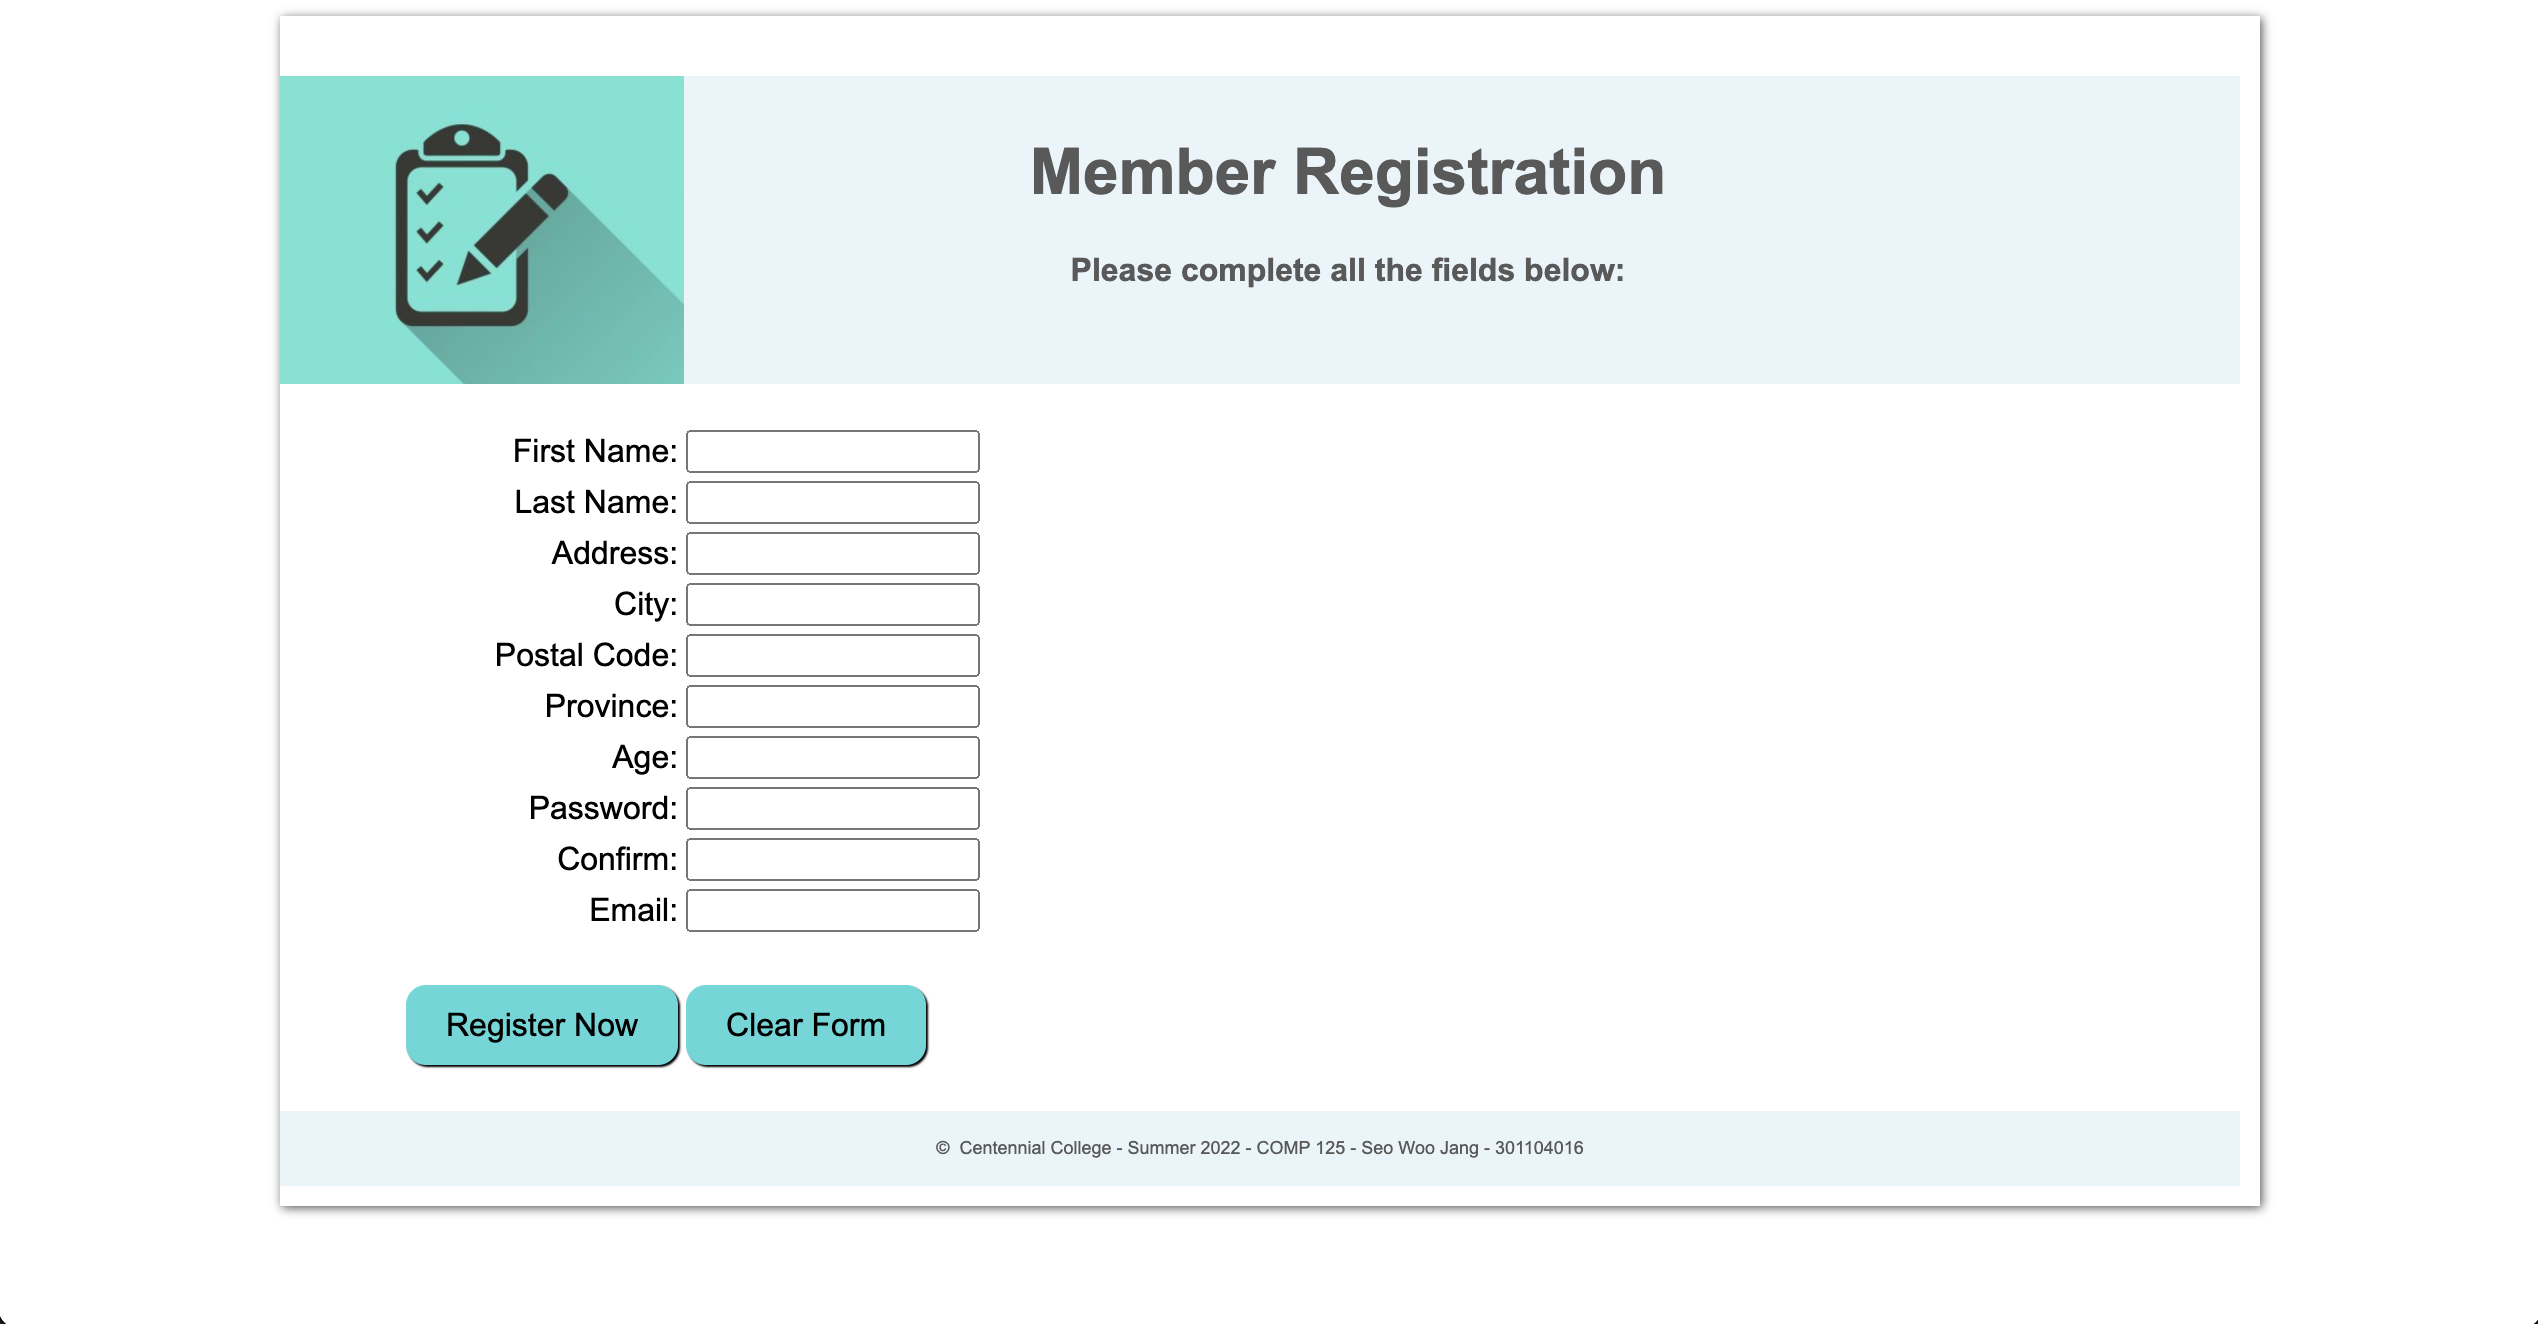 Member Registration
Please complete all the fields below:
First Name:
Last Name:
Address:
City:
Postal Code:
Province:
Age:
Password:
Confirm:
Email:
Register Now Clear Form
© Centennial College - Summer 2022 - COMP 125 - Seo Woo Jang - 301104016